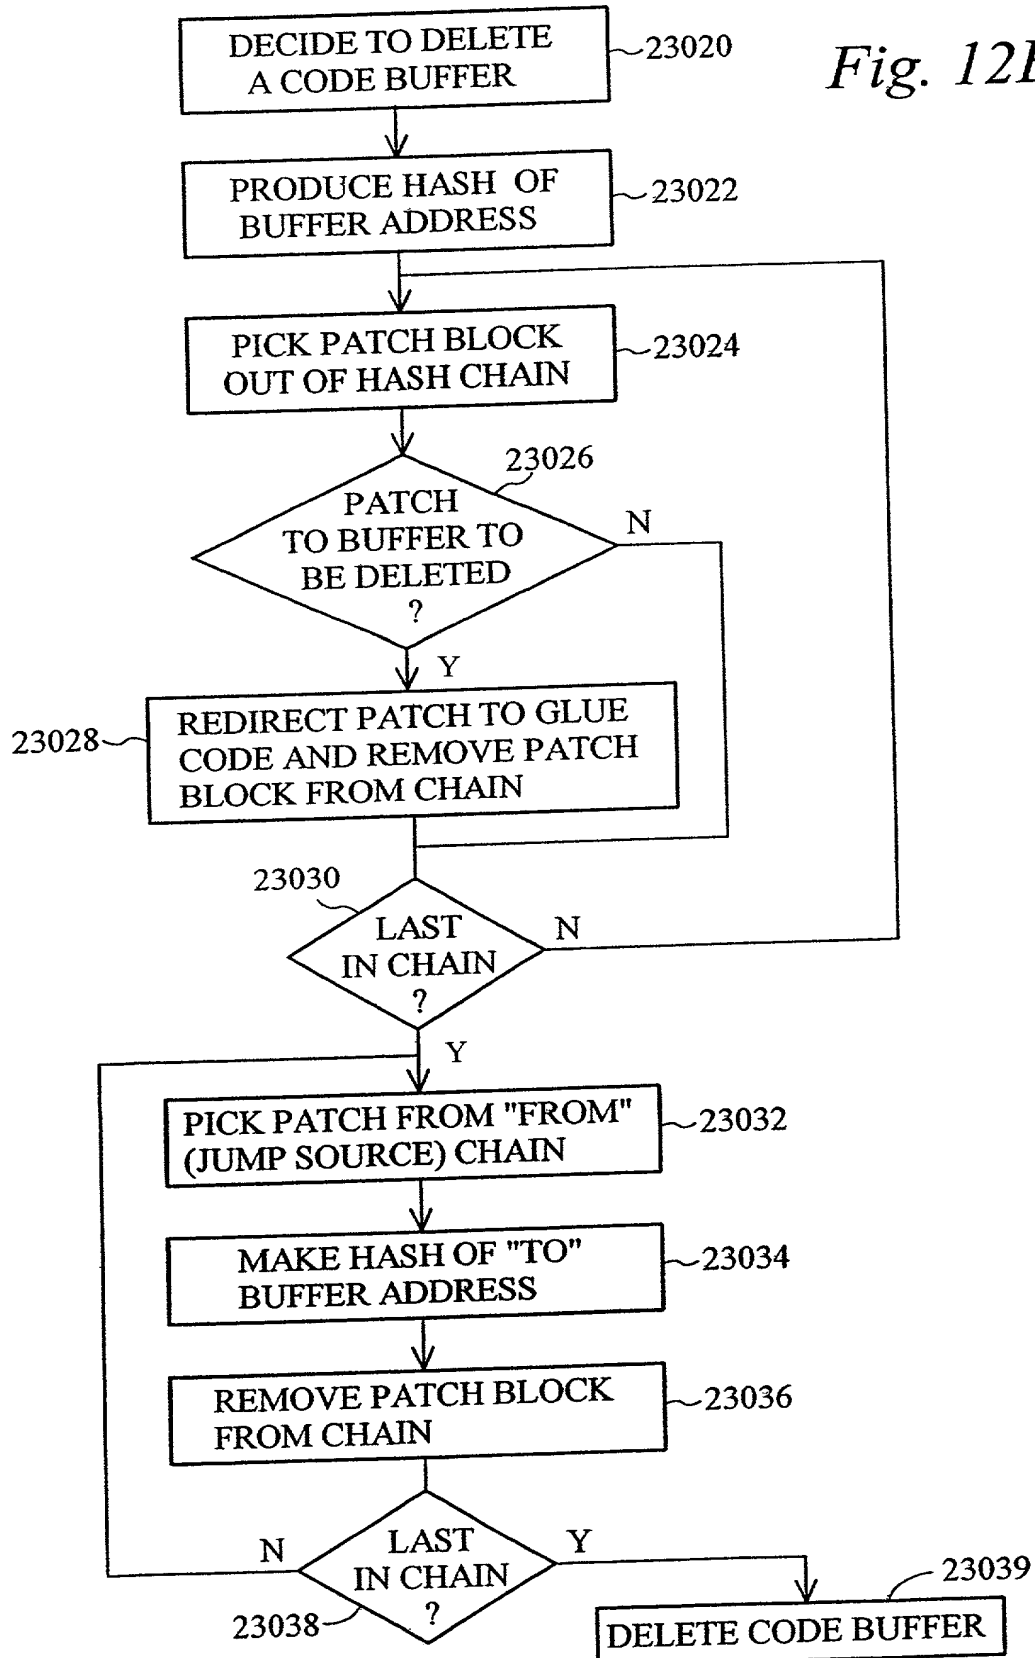 DECIDE TO DELETE
A CODE BUFFER
23020
Fig. 12
PRODUCE HASH OF
BUFFER ADDRESS
23022
PICK PATCH BLOCK
OUT OF HASH CHAIN
23024
23026
PATCH
TO BUFFER TO
BE DELETED
?
N
Y
23028
REDIRECT PATCH TO GLUE
CODE AND REMOVE PATCH
BLOCK FROM CHAIN
23030
LAST
IN CHAIN
?
N
Y
PICK PATCH FROM "FROM"
(JUMP SOURCE) CHAIN
23032
MAKE HASH OF "TO"
BUFFER ADDRESS
23034
REMOVE PATCH BLOCK
FROM CHAIN
23036
N
LAST
IN CHAIN
?
Y
23038
23039
DELETE CODE BUFFER